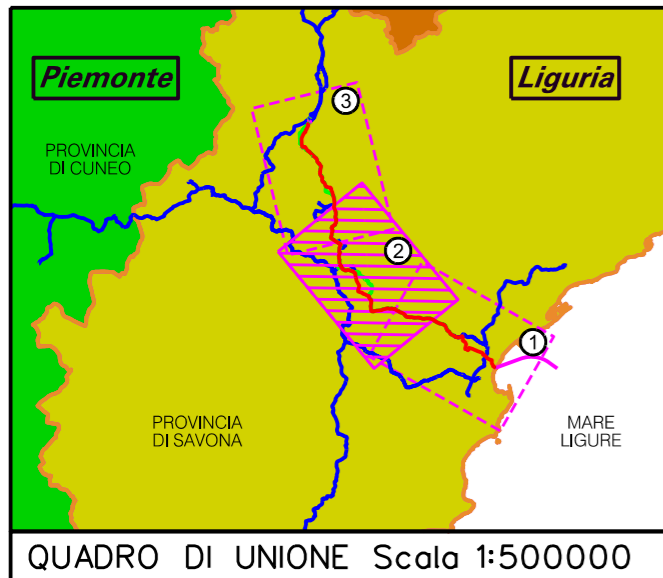 Piemonte
Liguria
3
PROVINCIA
DI CUNEO
2
1
PROVINCIA
DI SAVONA
MARE
LIGURE
QUADRO DI UNIONE Scala 1:500000